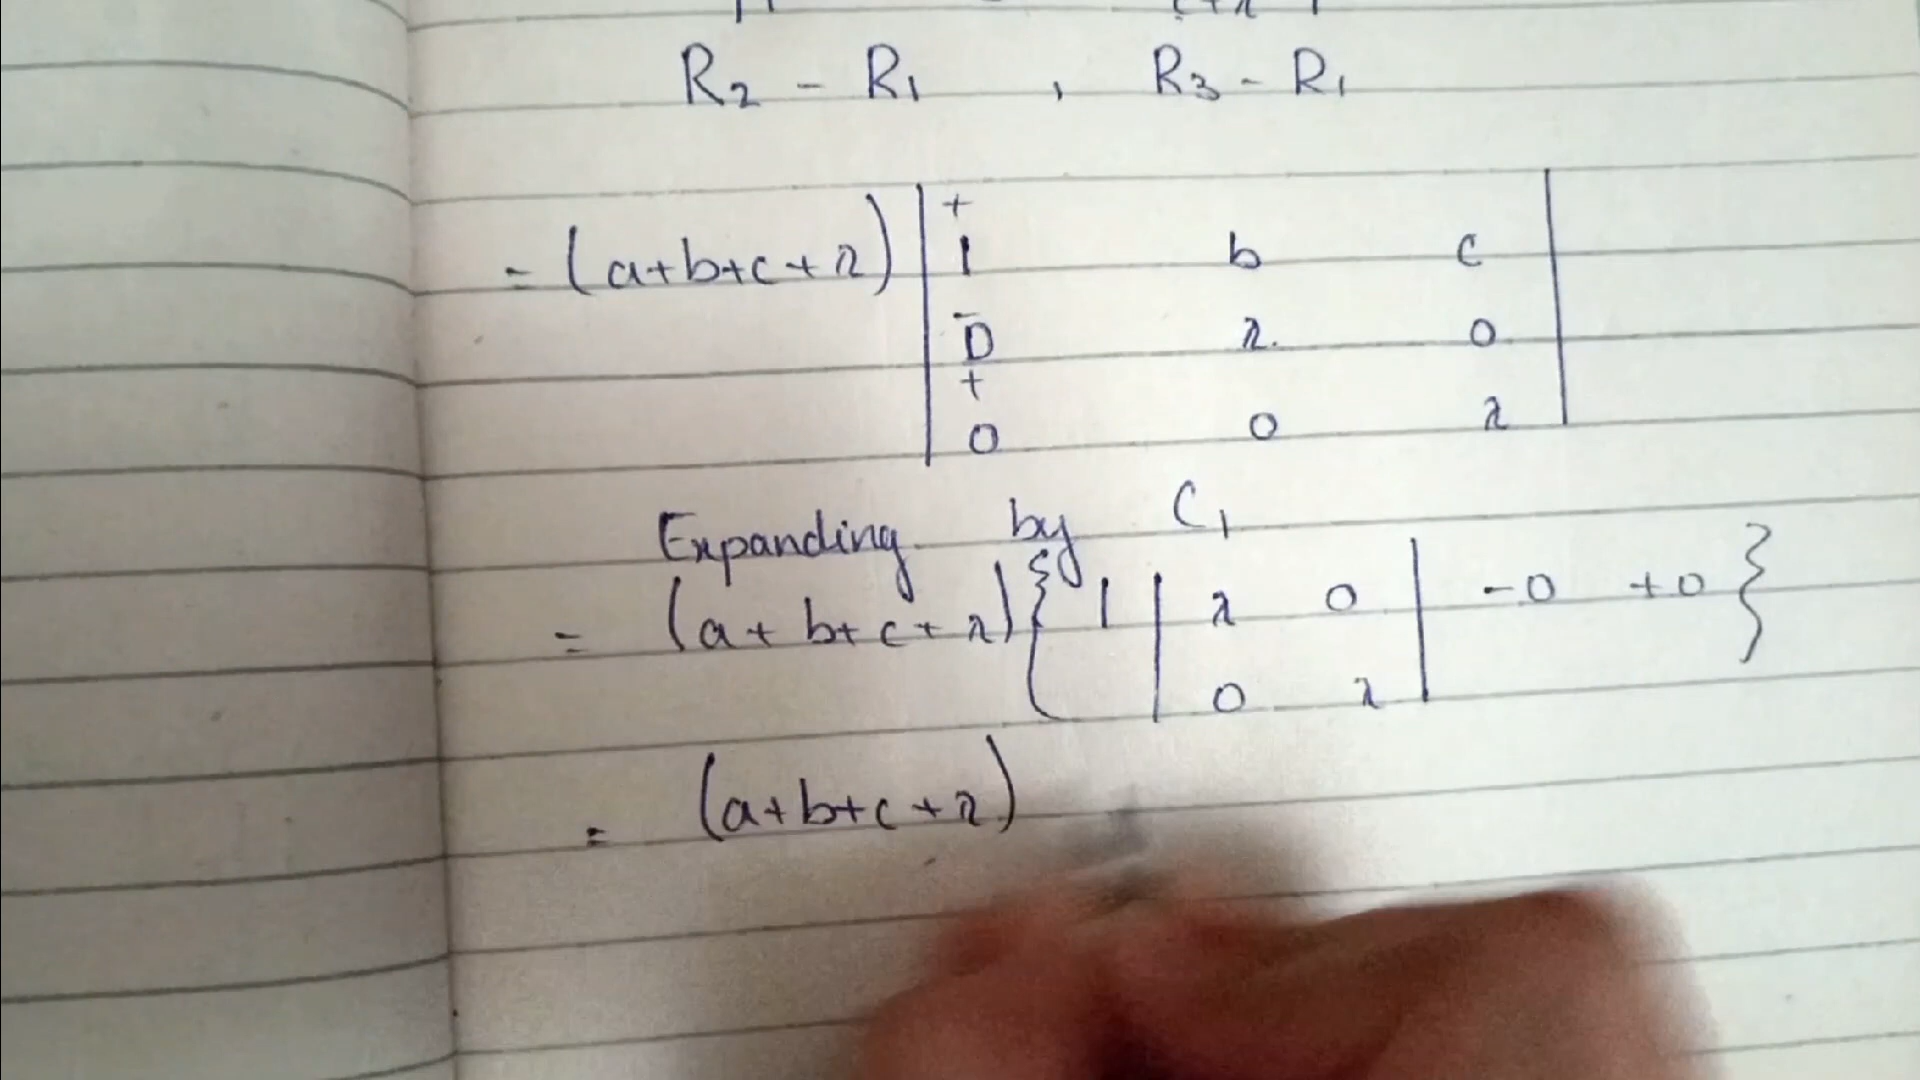 R₂ - R₁ , R₃ - R₁
= (a+b+c+λ) | + 1 b c |
| - 0 λ 0 |
| + 0 0 λ |
Expanding by C₁
= (a+b+c+λ) { 1 | λ 0 | -0 +0 }
| 0 λ |
= (a+b+c+λ)